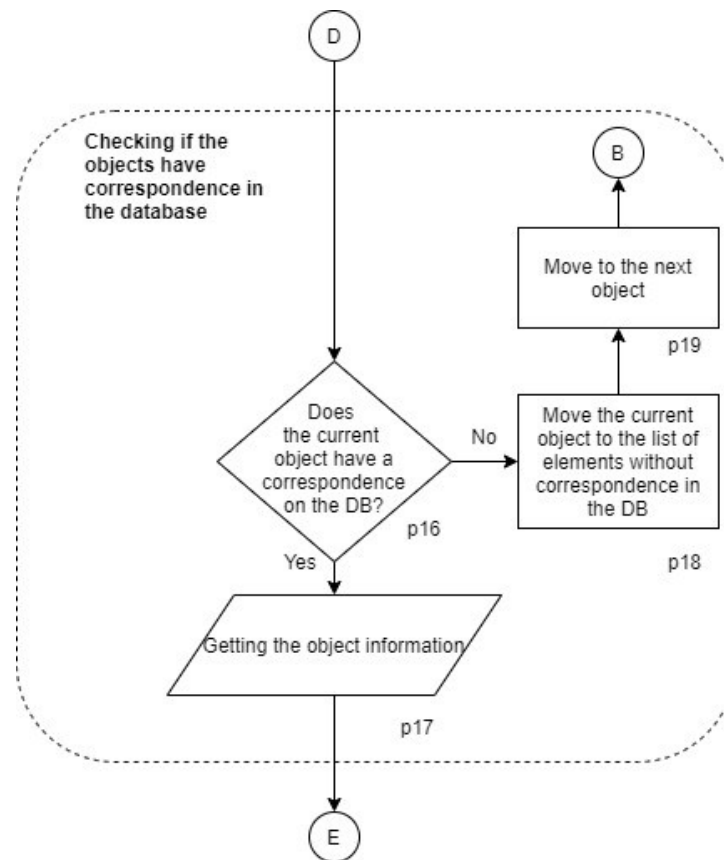 D
Checking if the
objects have
correspondence in
the database
B
Move to the next
object
p19
Does
the current
object have a
correspondence
on the DB?
p16
No
Move the current
object to the list of
elements without
correspondence in
the DB
p18
Yes
Getting the object information
p17
E